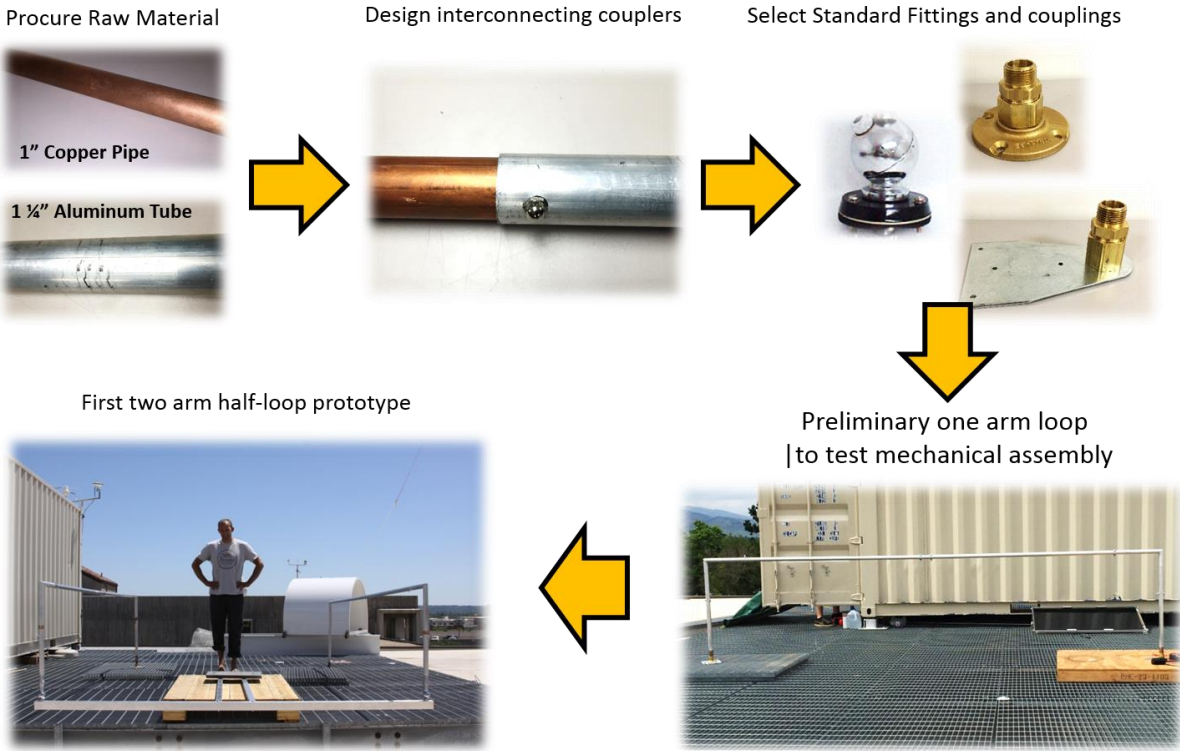 Procure Raw Material
1” Copper Pipe
1 ¼” Aluminum Tube
Design interconnecting couplers
Select Standard Fittings and couplings
Preliminary one arm loop
|to test mechanical assembly
First two arm half-loop prototype